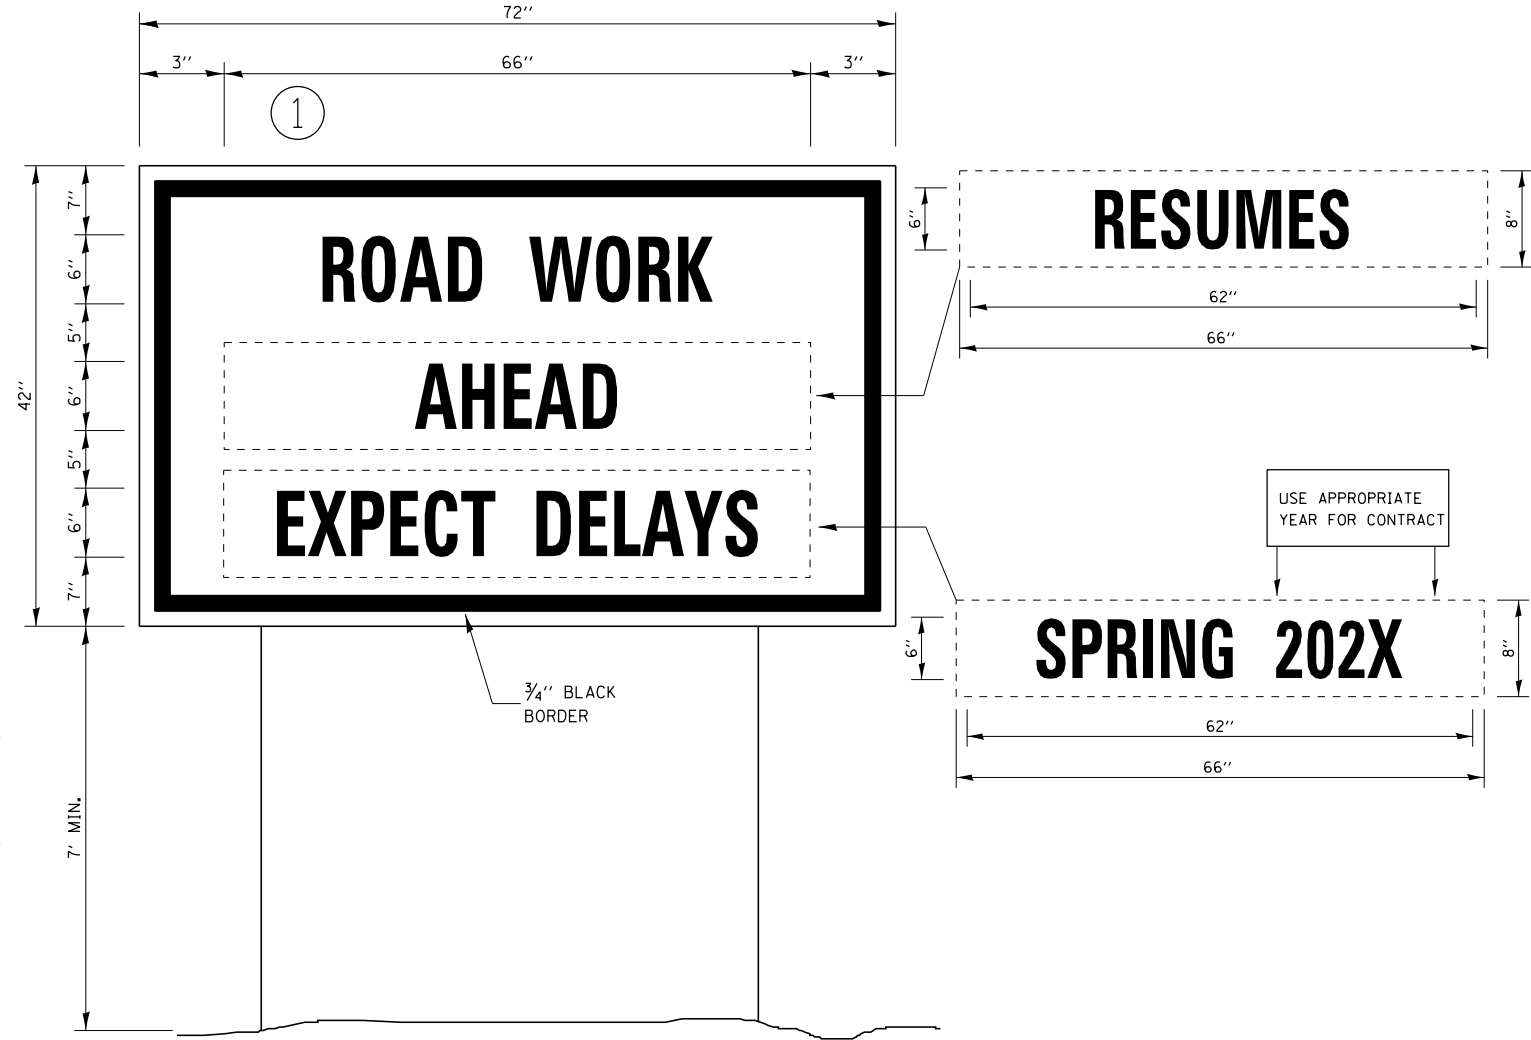 72''
3'' 66'' 3''
1
7''
6''
5''
6''
5''
6''
7''
42''
7' MIN.
ROAD WORK
AHEAD
EXPECT DELAYS
3/4'' BLACK
BORDER
6''
RESUMES
8''
62''
66''
USE APPROPRIATE
YEAR FOR CONTRACT
6''
SPRING 202X
8''
62''
66''